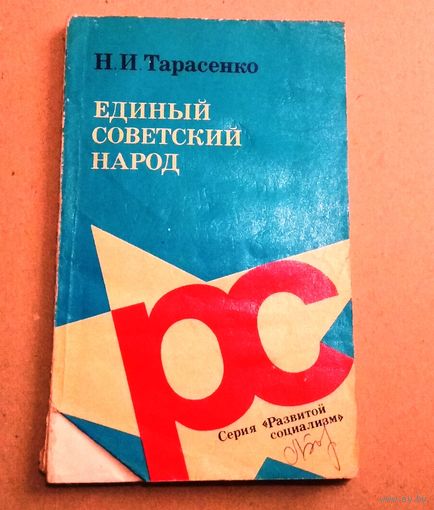 Н. И. Тарасенко
ЕДИНЫЙ
СОВЕТСКИЙ
НАРОД
рс
Серия «Развитой
социализм»